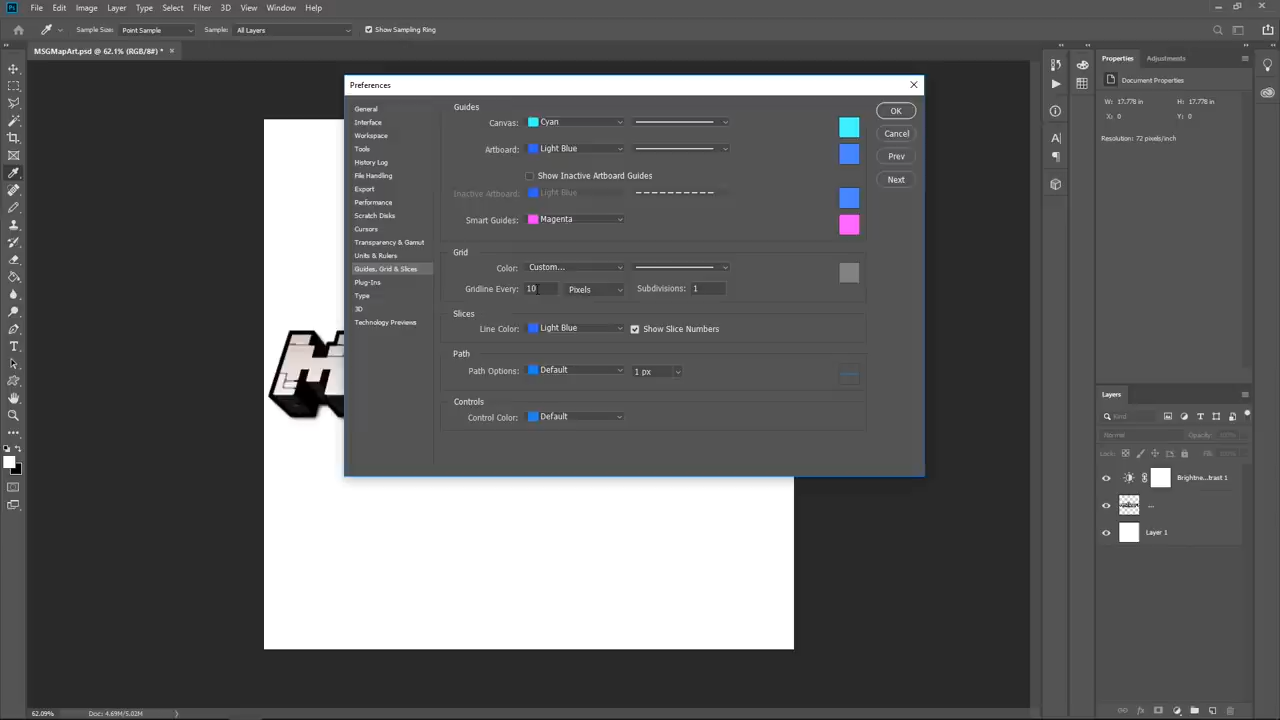 Ps File Edit Image Layer Type Select Filter 3D View Window Help
Sample Size: Point Sample Sample: All Layers Show Sampling Ring
MSGMapArt.psd @ 62.1% (RGB/8#) *
Preferences
General
Interface
Workspace
Tools
History Log
File Handling
Export
Performance
Scratch Disks
Cursors
Transparency & Gamut
Units & Rulers
Guides, Grid & Slices
Plug-Ins
Type
3D
Technology Previews
Guides
Canvas: Cyan
Artboard: Light Blue
Show Inactive Artboard Guides
Inactive Artboard: Light Blue
Smart Guides: Magenta
Grid
Color: Custom...
Gridline Every: 10 Pixels Subdivisions: 1
Slices
Line Color: Light Blue Show Slice Numbers
Path
Path Options: Default 1 px
Controls
Control Color: Default
OK
Cancel
Prev
Next
Properties Adjustments
Document Properties
W: 17.778 in H: 17.778 in
X: 0 Y: 0
Resolution: 72 pixels/inch
Layers
Kind
Normal Opacity: 100%
Lock: Fill: 100%
Brightne...trast 1
...
Layer 1
M
62.09% Doc: 4.69M/5.02M